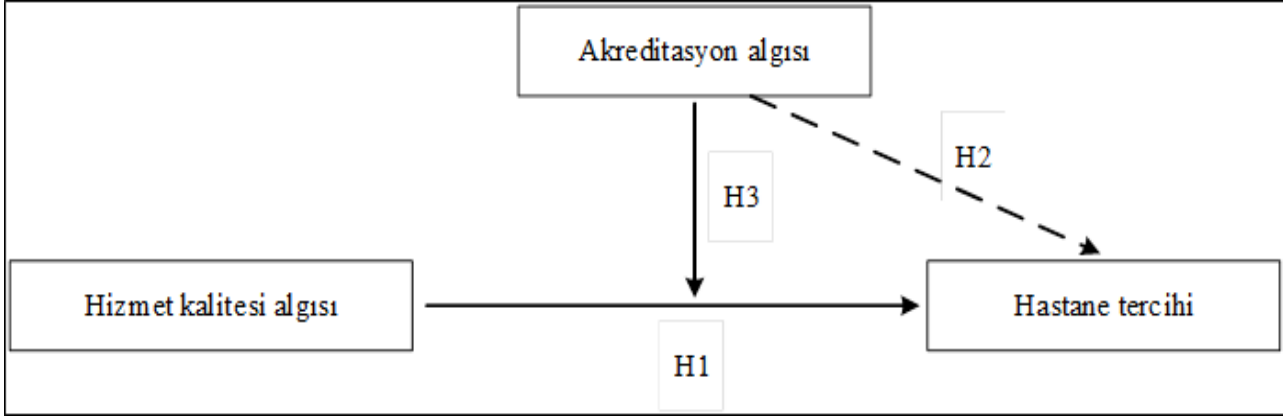 Akreditasyon algısı
H2
H3
Hizmet kalitesi algısı
Hastane tercihi
H1